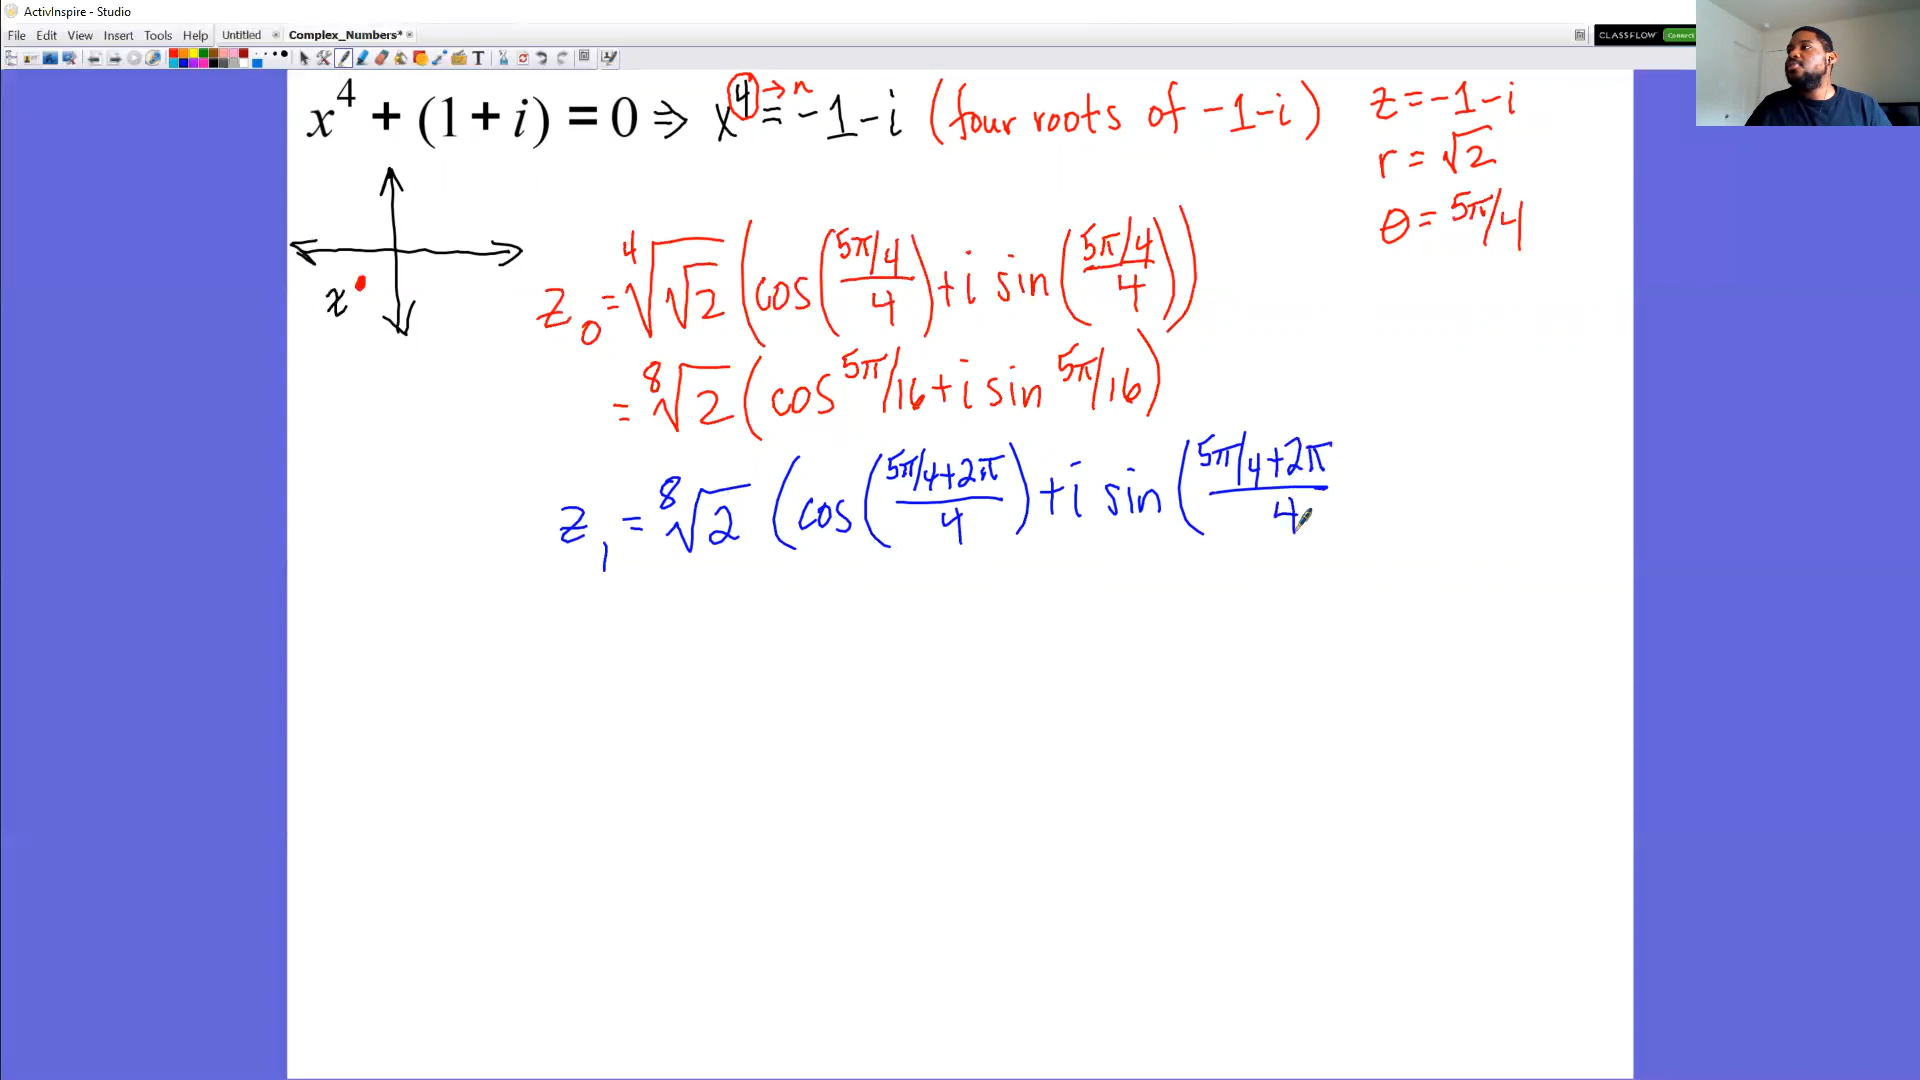 ActivInspire - Studio
File Edit View Insert Tools Help Untitled Complex_Numbers* CLASSFLOW Connect
x⁴ + (1 + i) = 0 ⇒ x⁴ = -1 - i (four roots of -1-i)
→ n
z = -1 - i
r = √2
θ = 5π/4
x
z₀ = ⁴√√2 (cos((5π/4)/4) + i sin((5π/4)/4))
= ⁸√2 (cos 5π/16 + i sin 5π/16)
z₁ = ⁸√2 (cos((5π/4+2π)/4) + i sin((5π/4+2π)/4